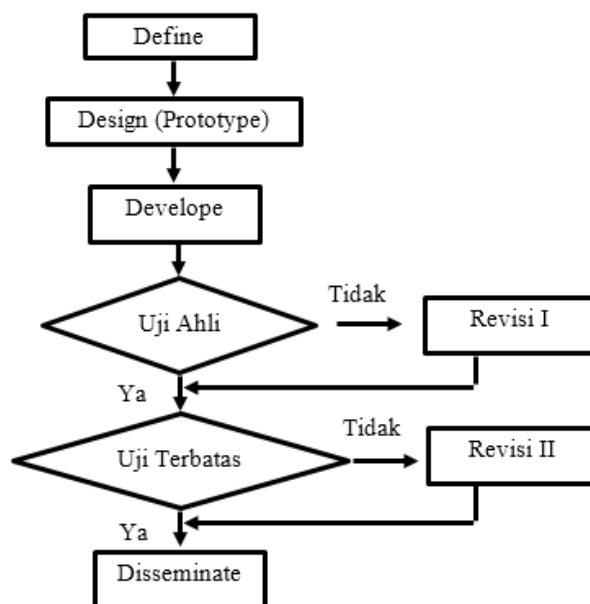 Define
Design (Prototype)
Develope
Uji Ahli
Tidak
Revisi I
Ya
Uji Terbatas
Tidak
Revisi II
Ya
Disseminate